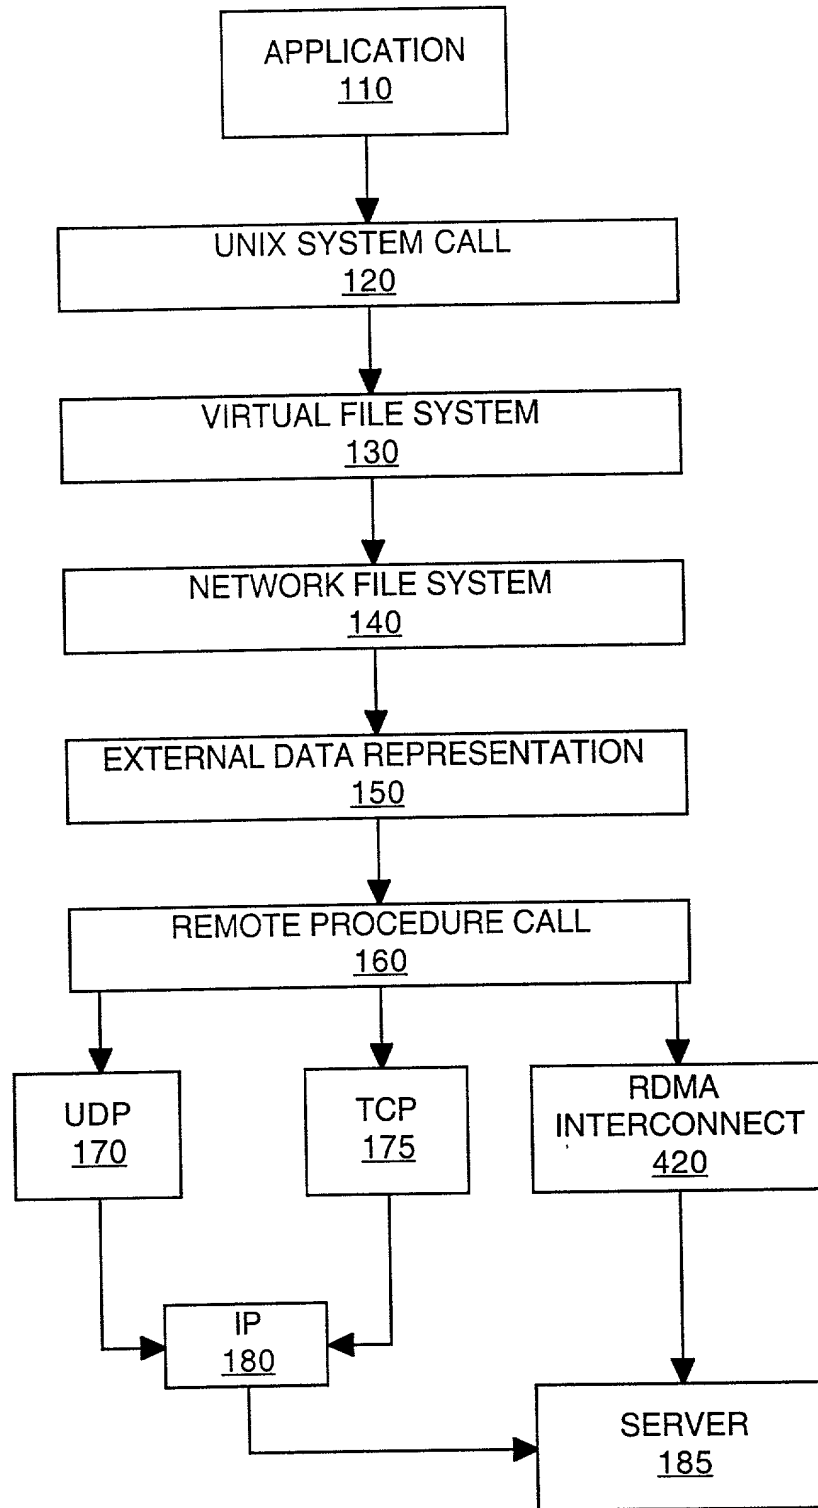 APPLICATION
110
UNIX SYSTEM CALL
120
VIRTUAL FILE SYSTEM
130
NETWORK FILE SYSTEM
140
EXTERNAL DATA REPRESENTATION
150
REMOTE PROCEDURE CALL
160
UDP
170
TCP
175
RDMA
INTERCONNECT
420
IP
180
SERVER
185